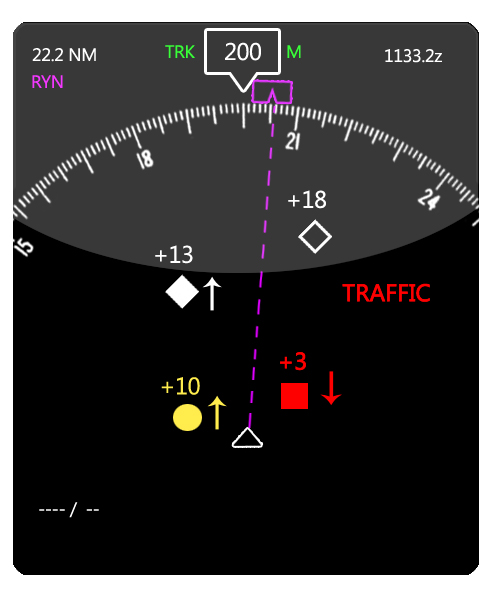 22.2 NM TRK 200 M 1133.2z
RYN
15 18 21 24
+18
+13
TRAFFIC
+3
+10
---- / --